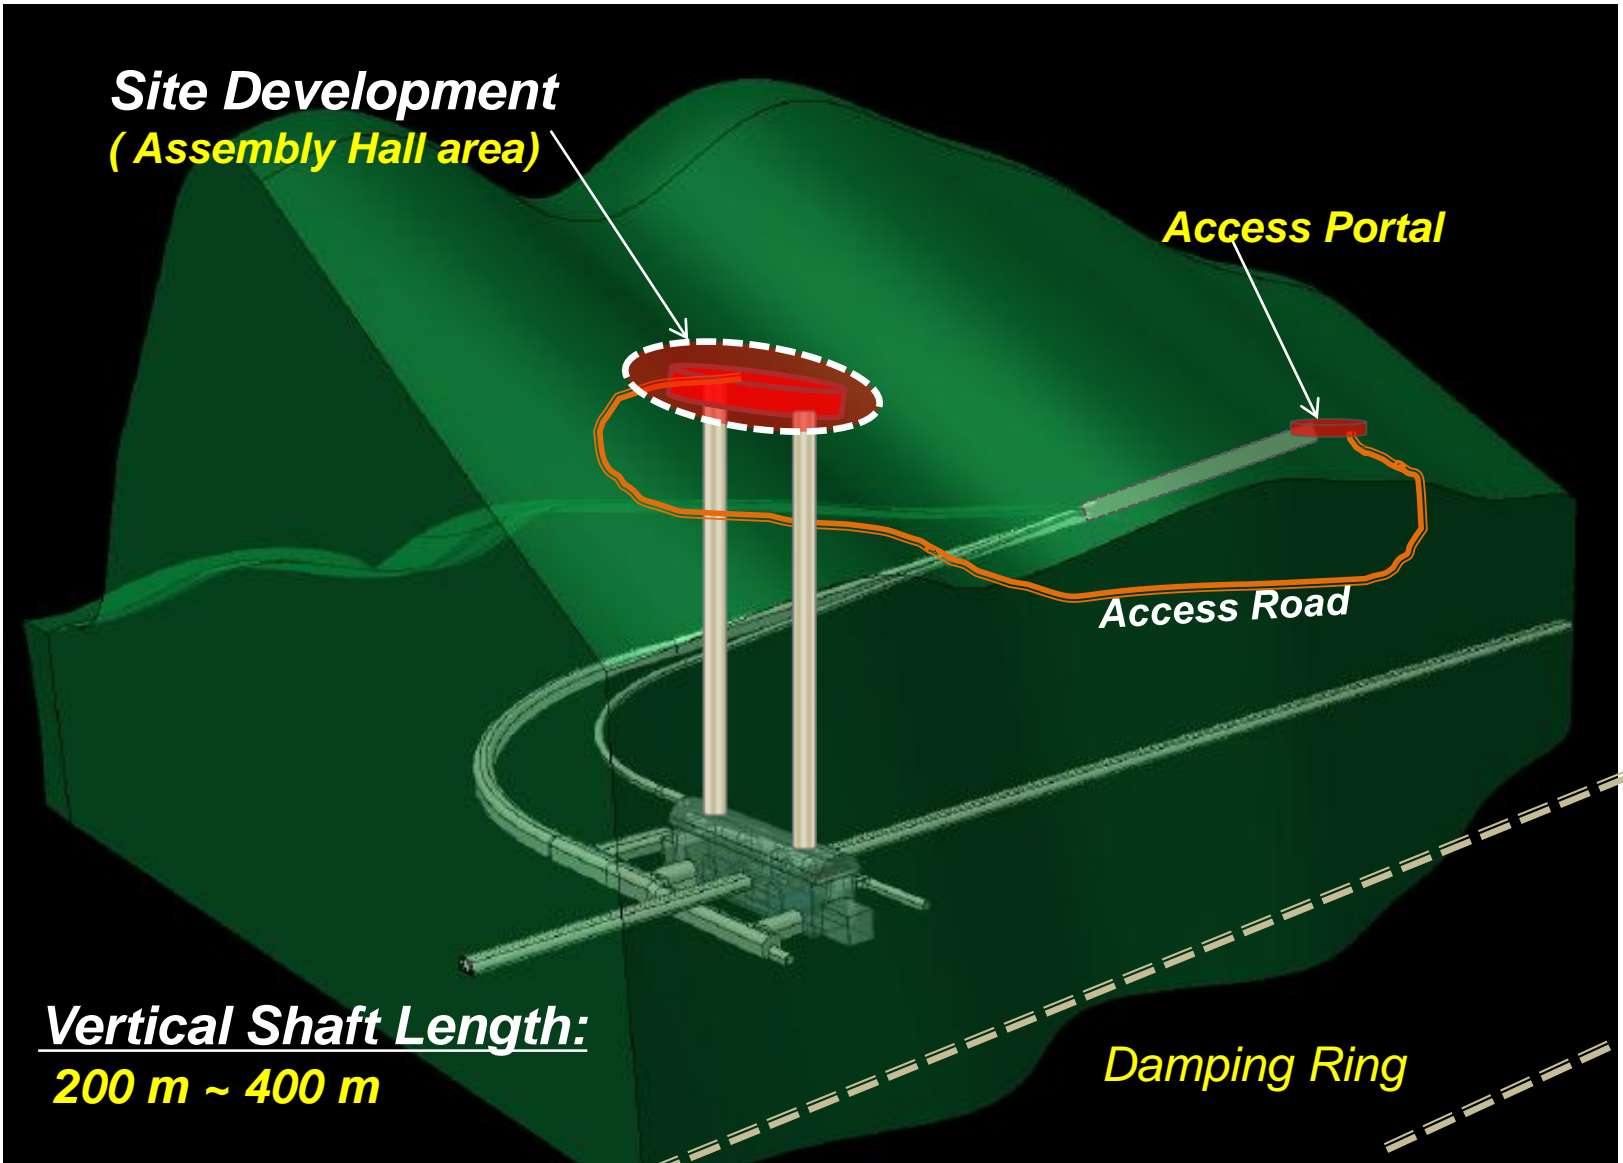 Site Development
( Assembly Hall area)
Access Portal
Access Road
Vertical Shaft Length:
200 m ~ 400 m
Damping Ring